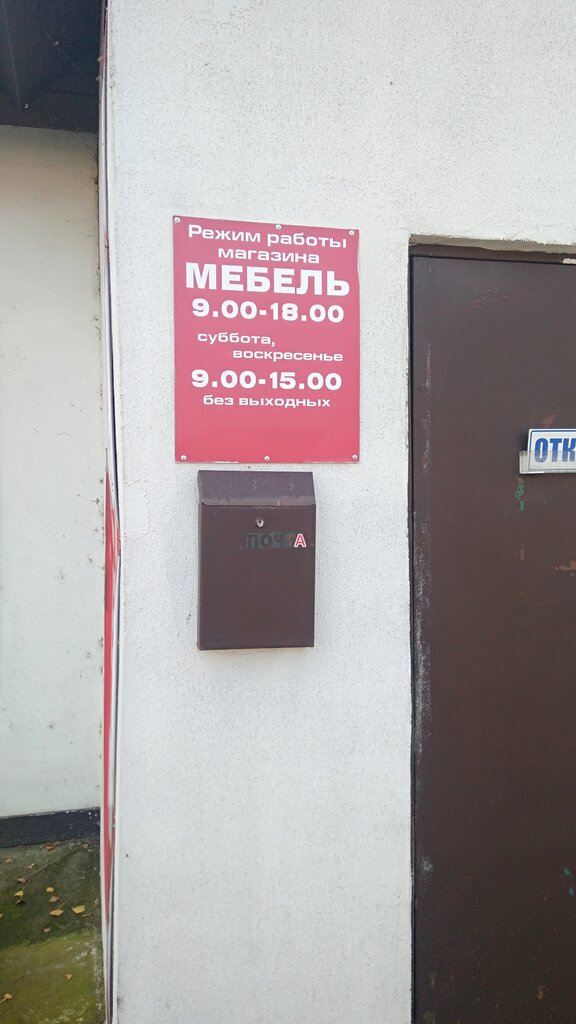 Режим работы
магазина
МЕБЕЛЬ
9.00-18.00
суббота,
воскресенье
9.00-15.00
без выходных
ПОЧТА
ОТК